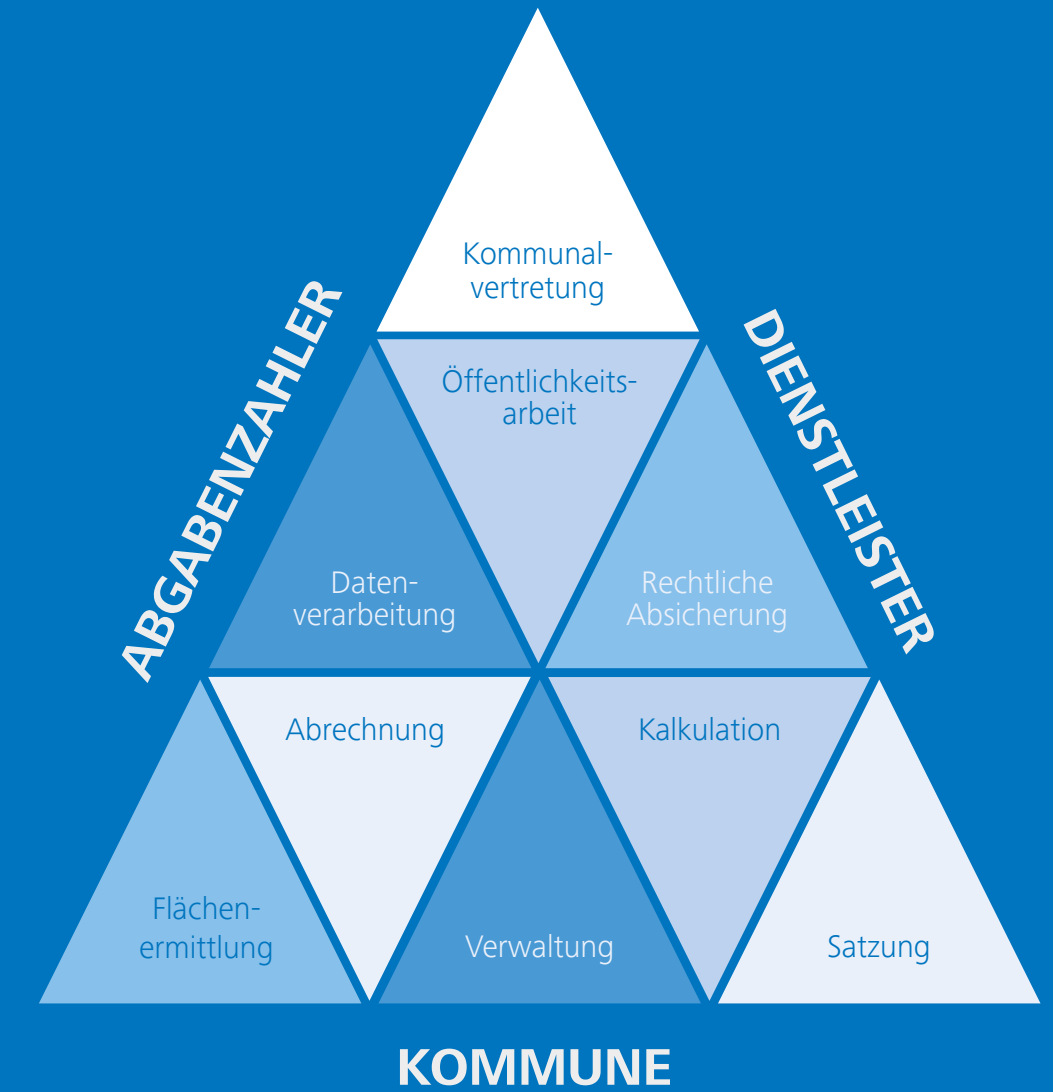 Kommunal-
vertretung
ABGABENZAHLER
DIENSTLEISTER
Öffentlichkeits-
arbeit
Daten-
verarbeitung
Rechtliche
Absicherung
Abrechnung
Kalkulation
Flächen-
ermittlung
Verwaltung
Satzung
KOMMUNE